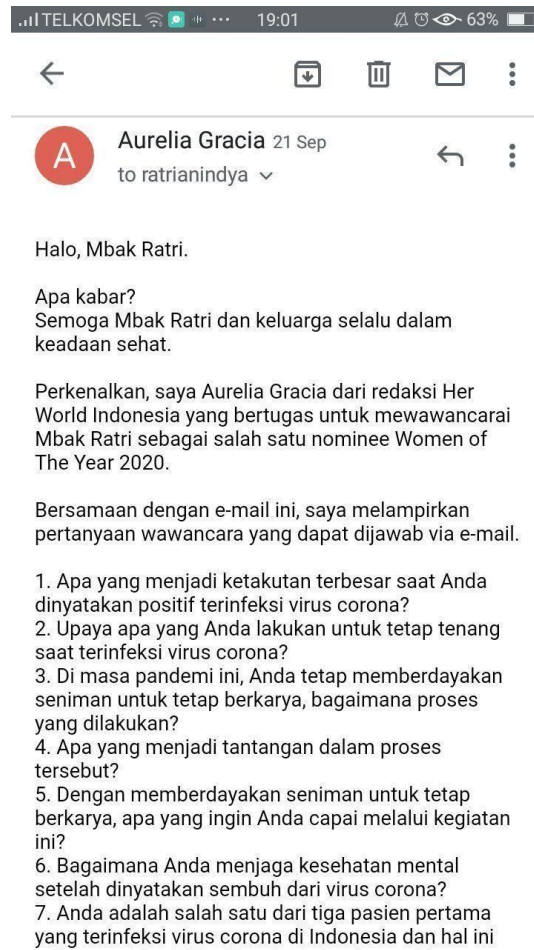 TELKOMSEL 19:01 63%
Aurelia Gracia 21 Sep
A
to ratrianindya
Halo, Mbak Ratri.
Apa kabar?
Semoga Mbak Ratri dan keluarga selalu dalam
keadaan sehat.
Perkenalkan, saya Aurelia Gracia dari redaksi Her
World Indonesia yang bertugas untuk mewawancarai
Mbak Ratri sebagai salah satu nominee Women of
The Year 2020.
Bersamaan dengan e-mail ini, saya melampirkan
pertanyaan wawancara yang dapat dijawab via e-mail.
1. Apa yang menjadi ketakutan terbesar saat Anda
dinyatakan positif terinfeksi virus corona?
2. Upaya apa yang Anda lakukan untuk tetap tenang
saat terinfeksi virus corona?
3. Di masa pandemi ini, Anda tetap memberdayakan
seniman untuk tetap berkarya, bagaimana proses
yang dilakukan?
4. Apa yang menjadi tantangan dalam proses
tersebut?
5. Dengan memberdayakan seniman untuk tetap
berkarya, apa yang ingin Anda capai melalui kegiatan
ini?
6. Bagaimana Anda menjaga kesehatan mental
setelah dinyatakan sembuh dari virus corona?
7. Anda adalah salah satu dari tiga pasien pertama
yang terinfeksi virus corona di Indonesia dan hal ini